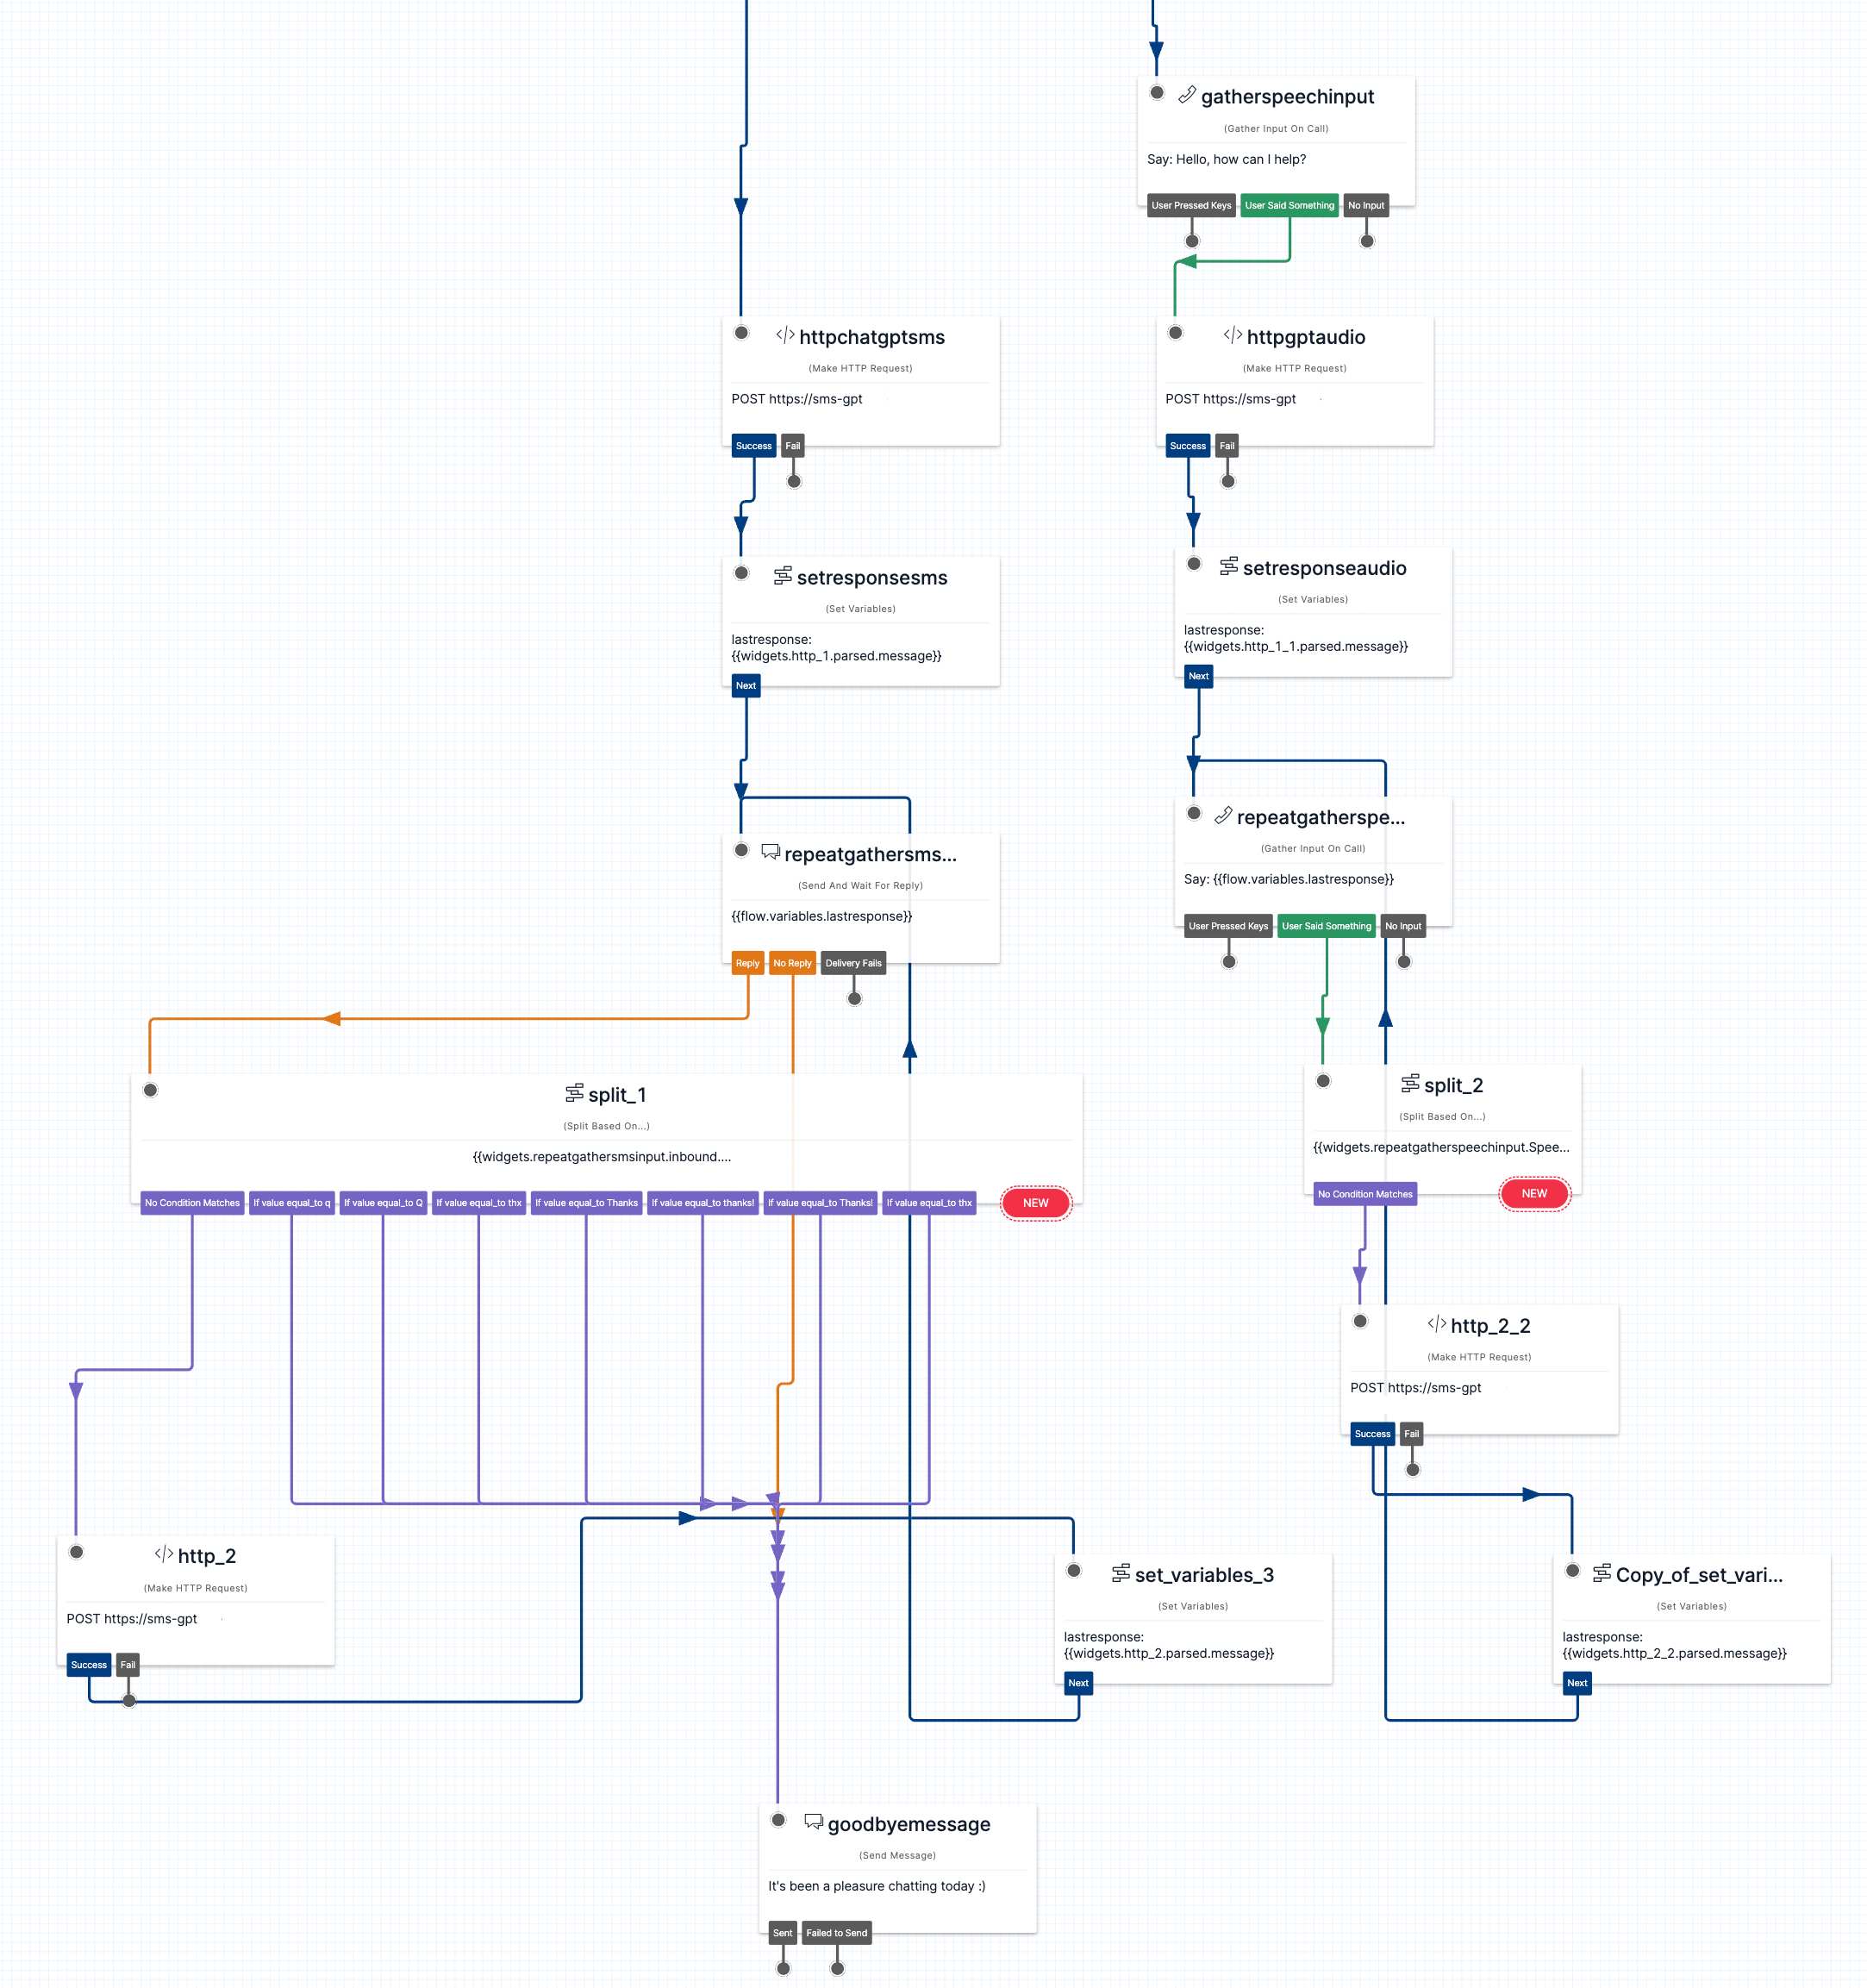 gatherspeechinput
(Gather Input On Call)
Say: Hello, how can I help?
User Pressed Keys
User Said Something
No Input
httpchatgptsms
(Make HTTP Request)
POST https://sms-gpt
Success
Fail
httpgptaudio
(Make HTTP Request)
POST https://sms-gpt
Success
Fail
setresponsesms
(Set Variables)
lastresponse:
{{widgets.http_1.parsed.message}}
Next
setresponseaudio
(Set Variables)
lastresponse:
{{widgets.http_1_1.parsed.message}}
Next
repeatgathersms...
(Send And Wait For Reply)
{{flow.variables.lastresponse}}
Reply
No Reply
Delivery Fails
repeatgatherspe...
(Gather Input On Call)
Say: {{flow.variables.lastresponse}}
User Pressed Keys
User Said Something
No Input
split_1
(Split Based On...)
{{widgets.repeatgathersmsinput.inbound....
No Condition Matches
If value equal_to q
If value equal_to Q
If value equal_to thx
If value equal_to Thanks
If value equal_to thanks!
If value equal_to Thanks!
If value equal_to thx
NEW
split_2
(Split Based On...)
{{widgets.repeatgatherspeechinput.Spee...
No Condition Matches
NEW
http_2_2
(Make HTTP Request)
POST https://sms-gpt
Success
Fail
http_2
(Make HTTP Request)
POST https://sms-gpt
Success
Fail
set_variables_3
(Set Variables)
lastresponse:
{{widgets.http_2.parsed.message}}
Next
Copy_of_set_vari...
(Set Variables)
lastresponse:
{{widgets.http_2_2.parsed.message}}
Next
goodbyemessage
(Send Message)
It's been a pleasure chatting today :)
Sent
Failed to Send